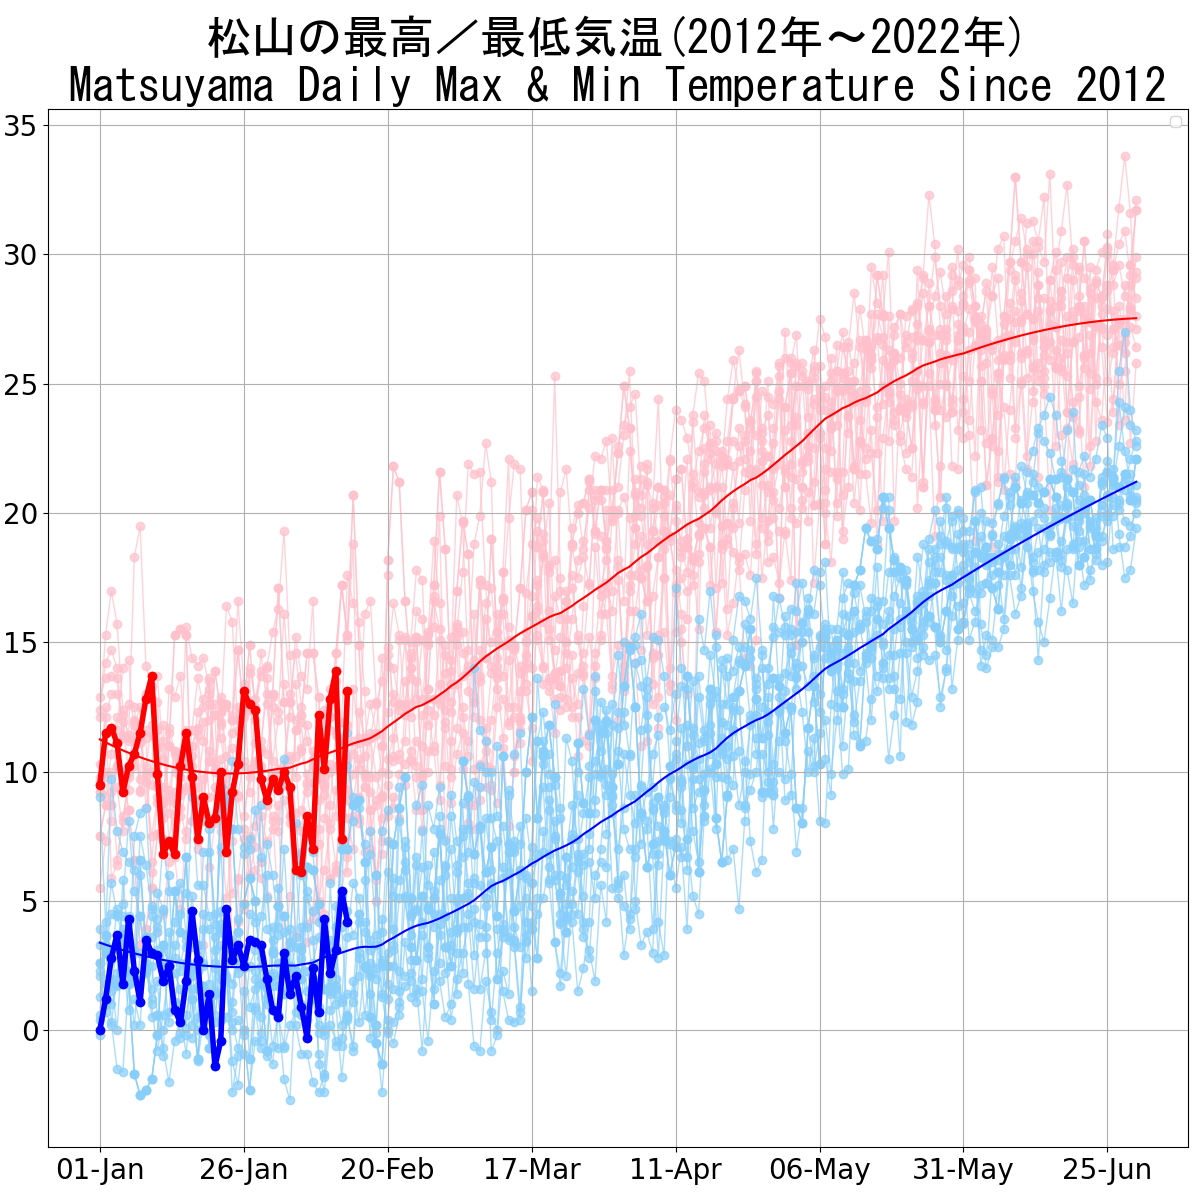 松山の最高／最低気温(2012年～2022年)
Matsuyama Daily Max & Min Temperature Since 2012
35
30
25
20
15
10
5
0
01-Jan 26-Jan 20-Feb 17-Mar 11-Apr 06-May 31-May 25-Jun